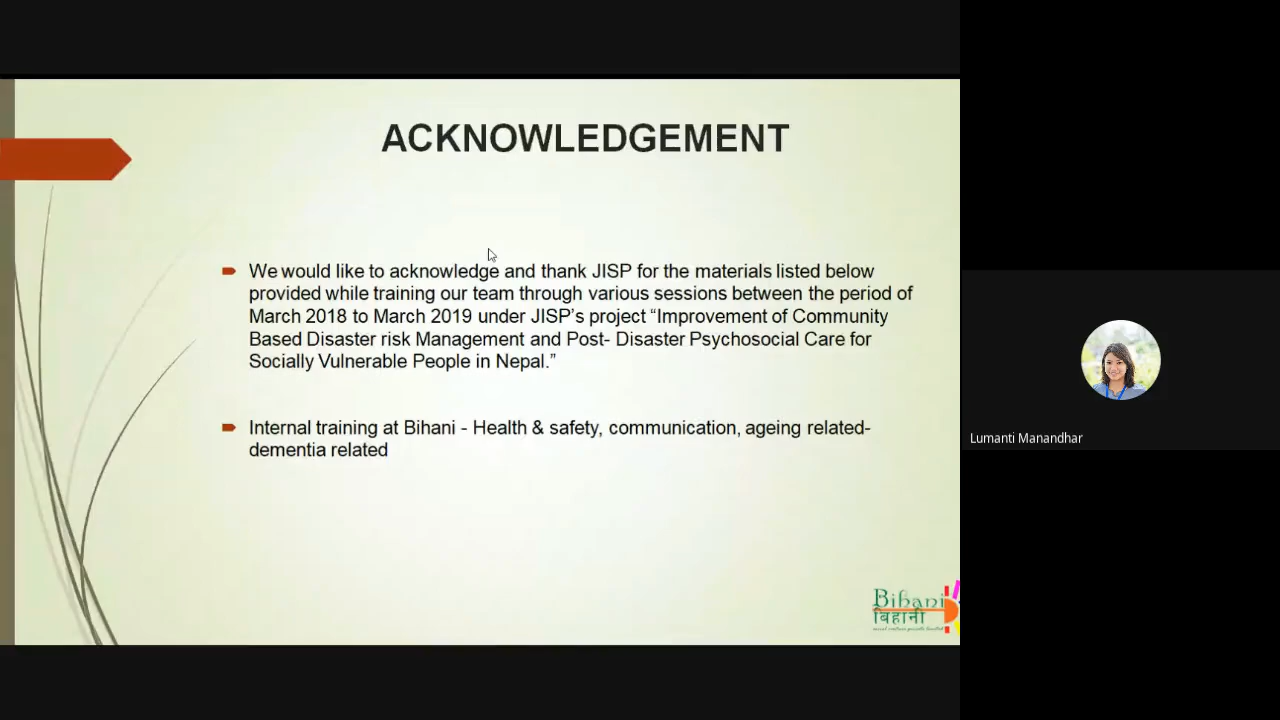 ACKNOWLEDGEMENT
We would like to acknowledge and thank JISP for the materials listed below
provided while training our team through various sessions between the period of
March 2018 to March 2019 under JISP’s project “Improvement of Community
Based Disaster risk Management and Post- Disaster Psychosocial Care for
Socially Vulnerable People in Nepal.”
Internal training at Bihani - Health & safety, communication, ageing related-
dementia related
Bihani
बिहानी
Lumanti Manandhar